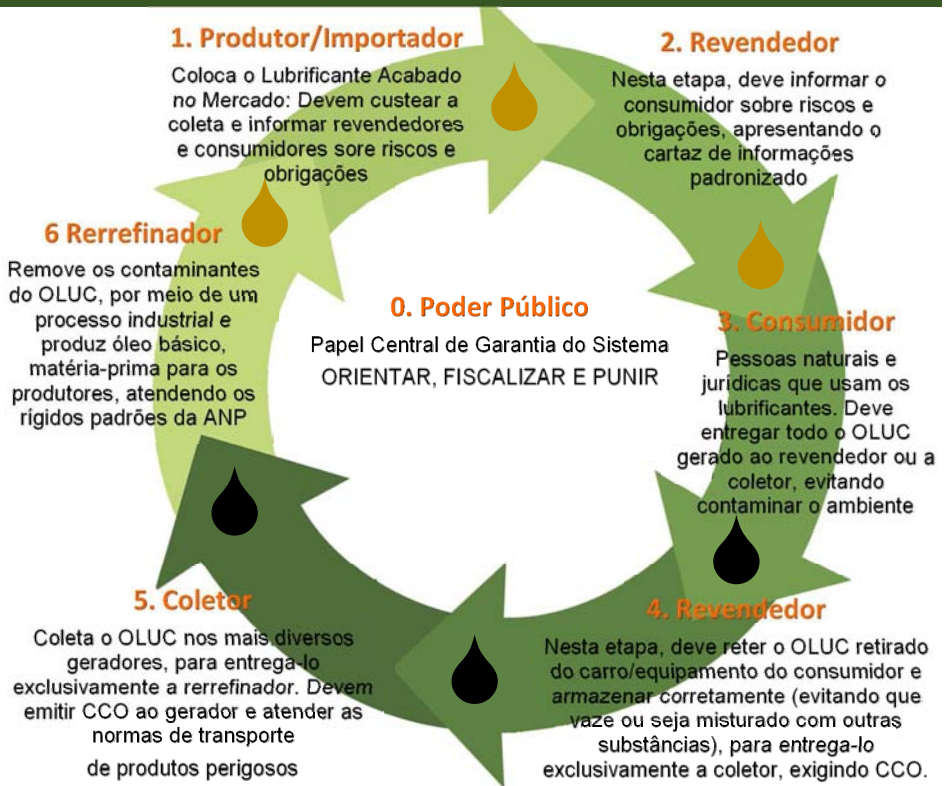 1. Produtor/Importador
Coloca o Lubrificante Acabado
no Mercado: Devem custear a
coleta e informar revendedores
e consumidores sore riscos e
obrigações
2. Revendedor
Nesta etapa, deve informar o
consumidor sobre riscos e
obrigações, apresentando o
cartaz de informações
padronizado
3. Consumidor
Pessoas naturais e
jurídicas que usam os
lubrificantes. Deve
entregar todo o OLUC
gerado ao revendedor ou a
coletor, evitando
contaminar o ambiente
4. Revendedor
Nesta etapa, deve reter o OLUC retirado
do carro/equipamento do consumidor e
armazenar corretamente (evitando que
vaze ou seja misturado com outras
substâncias), para entrega-lo
exclusivamente a coletor, exigindo CCO.
5. Coletor
Coleta o OLUC nos mais diversos
geradores, para entrega-lo
exclusivamente a rerrefinador. Devem
emitir CCO ao gerador e atender as
normas de transporte
de produtos perigosos
6 Rerrefinador
Remove os contaminantes
do OLUC, por meio de um
processo industrial e
produz óleo básico,
matéria-prima para os
produtores, atendendo os
rígidos padrões da ANP
0. Poder Público
Papel Central de Garantia do Sistema
ORIENTAR, FISCALIZAR E PUNIR